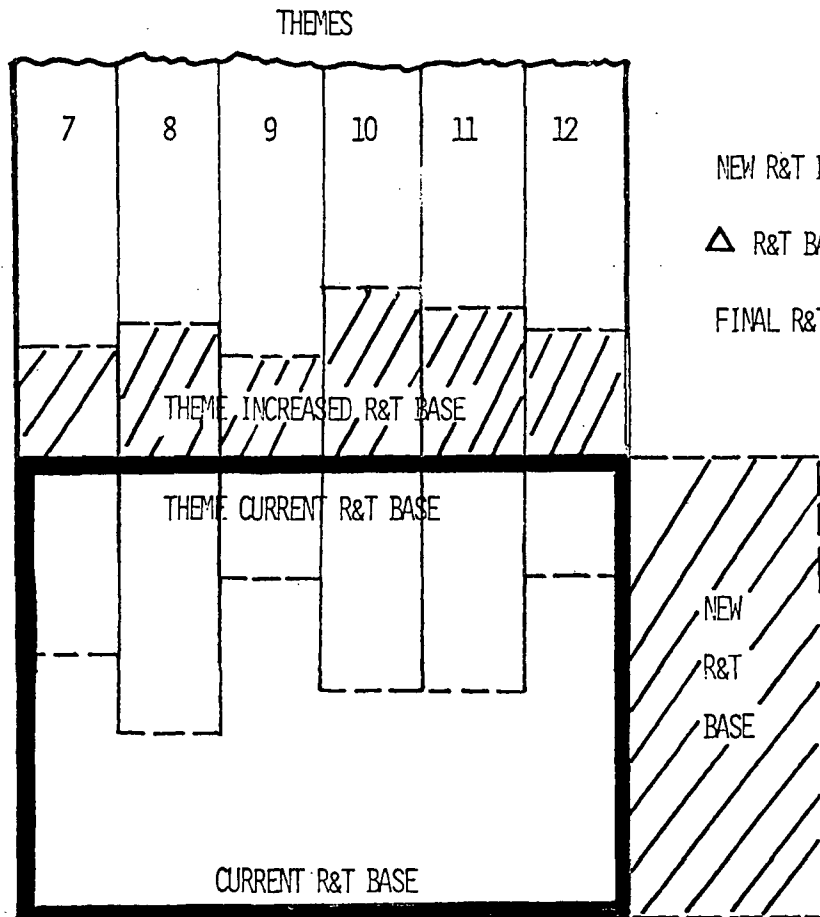 THEMES
7 8 9 10 11 12
NEW R&T
△ R&T
FINAL R&T
THEME INCREASED R&T BASE
THEME CURRENT R&T BASE
NEW
R&T
BASE
CURRENT R&T BASE